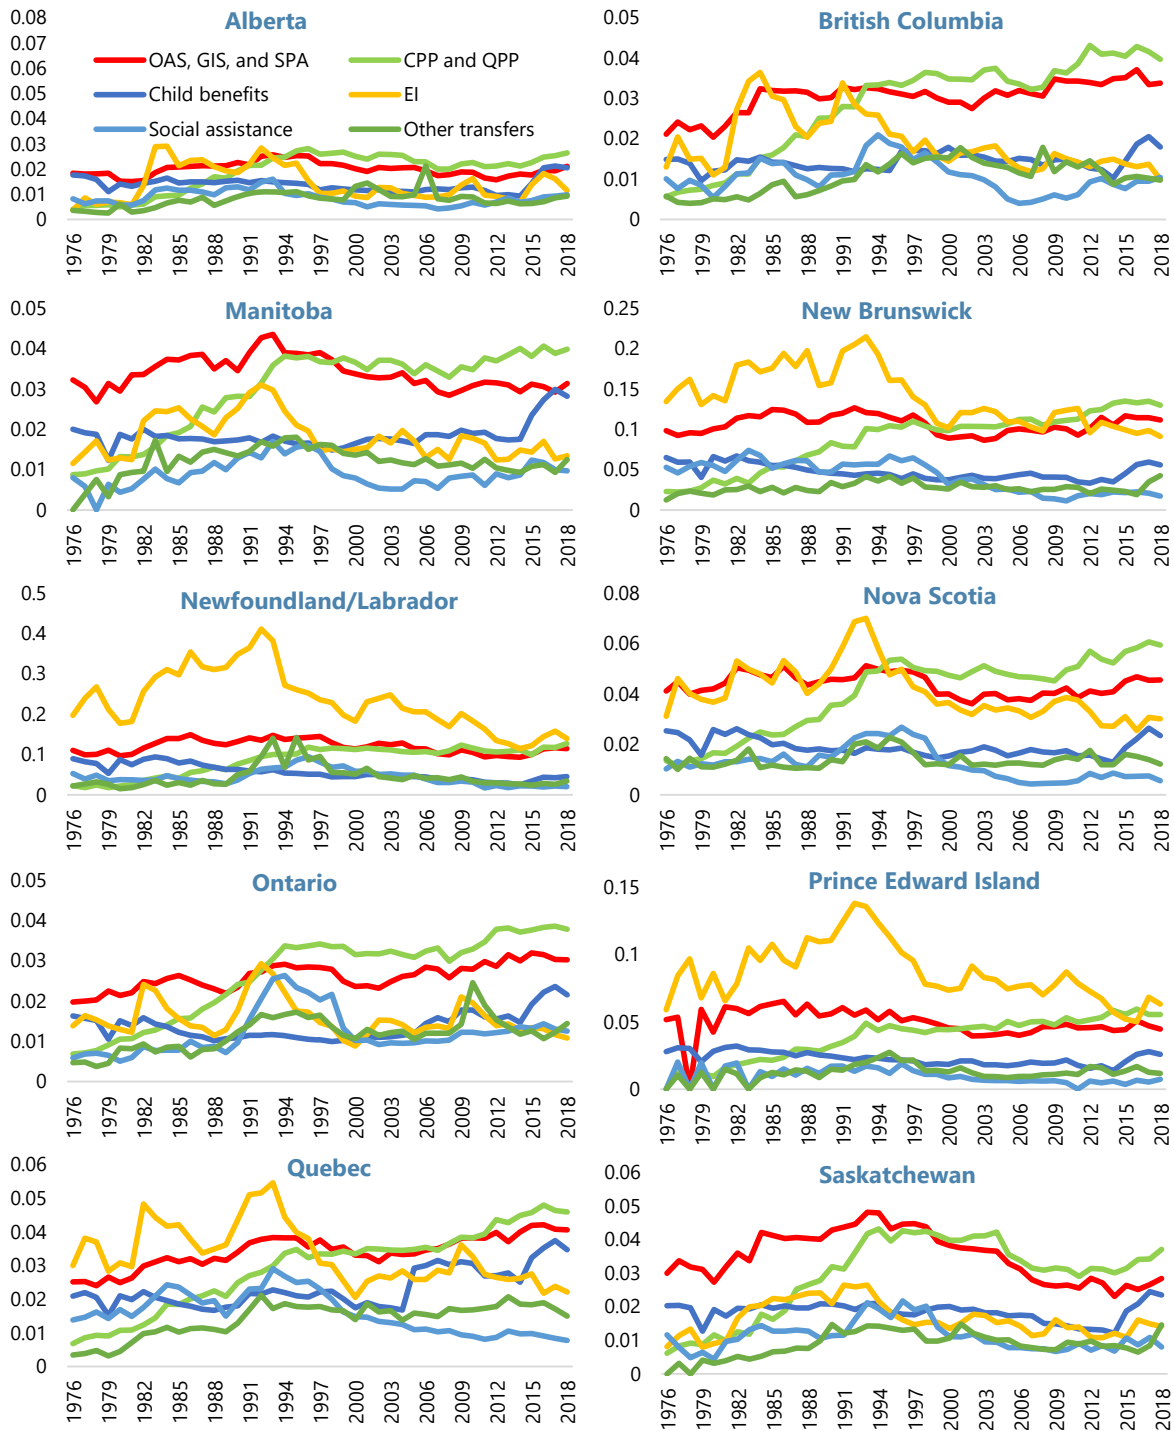 Alberta
0.08
0.07
0.06
0.05
0.04
0.03
0.02
0.01
0
OAS, GIS, and SPA
CPP and QPP
Child benefits
EI
Social assistance
Other transfers
1976 1979 1982 1985 1988 1991 1994 1997 2000 2003 2006 2009 2012 2015 2018
British Columbia
0.05
0.04
0.03
0.02
0.01
0
1976 1979 1982 1985 1988 1991 1994 1997 2000 2003 2006 2009 2012 2015 2018
Manitoba
0.05
0.04
0.03
0.02
0.01
0
1976 1979 1982 1985 1988 1991 1994 1997 2000 2003 2006 2009 2012 2015 2018
New Brunswick
0.25
0.2
0.15
0.1
0.05
0
1976 1979 1982 1985 1988 1991 1994 1997 2000 2003 2006 2009 2012 2015 2018
Newfoundland/Labrador
0.5
0.4
0.3
0.2
0.1
0
1976 1979 1982 1985 1988 1991 1994 1997 2000 2003 2006 2009 2012 2015 2018
Nova Scotia
0.08
0.06
0.04
0.02
0
1976 1979 1982 1985 1988 1991 1994 1997 2000 2003 2006 2009 2012 2015 2018
Ontario
0.05
0.04
0.03
0.02
0.01
0
1976 1979 1982 1985 1988 1991 1994 1997 2000 2003 2006 2009 2012 2015 2018
Prince Edward Island
0.15
0.1
0.05
0
1976 1979 1982 1985 1988 1991 1994 1997 2000 2003 2006 2009 2012 2015 2018
Quebec
0.06
0.05
0.04
0.03
0.02
0.01
0
1976 1979 1982 1985 1988 1991 1994 1997 2000 2003 2006 2009 2012 2015 2018
Saskatchewan
0.06
0.05
0.04
0.03
0.02
0.01
0
1976 1979 1982 1985 1988 1991 1994 1997 2000 2003 2006 2009 2012 2015 2018